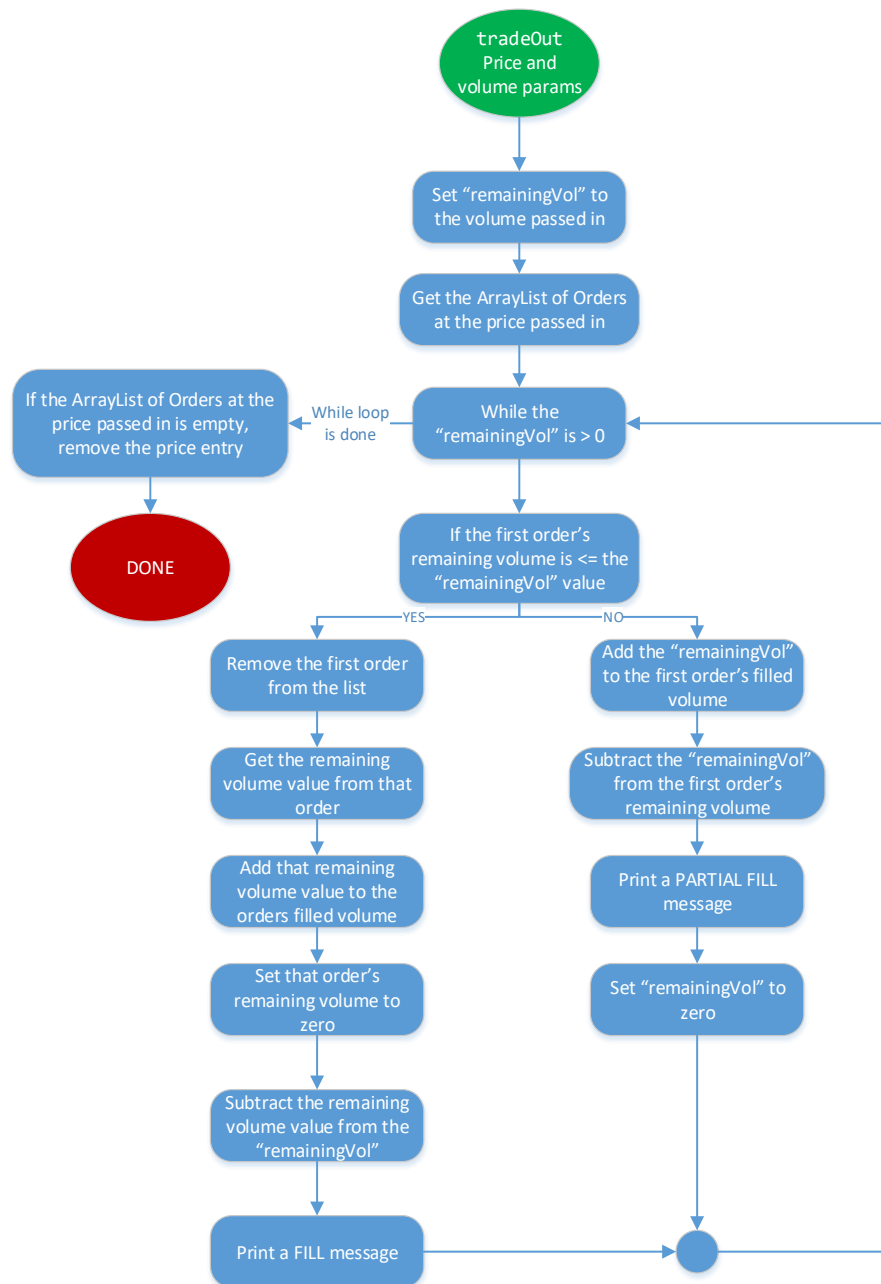 tradeOut
Price and
volume params
Set “remainingVol” to
the volume passed in
Get the ArrayList of Orders
at the price passed in
If the ArrayList of Orders at the
price passed in is empty,
remove the price entry
While loop
is done
While the
“remainingVol” is > 0
DONE
If the first order’s
remaining volume is <= the
“remainingVol” value
YES
NO
Remove the first order
from the list
Get the remaining
volume value from that
order
Add that remaining
volume value to the
orders filled volume
Set that order’s
remaining volume to
zero
Subtract the remaining
volume value from the
“remainingVol”
Print a FILL message
Add the “remainingVol”
to the first order’s filled
volume
Subtract the “remainingVol”
from the first order’s
remaining volume
Print a PARTIAL FILL
message
Set “remainingVol” to
zero